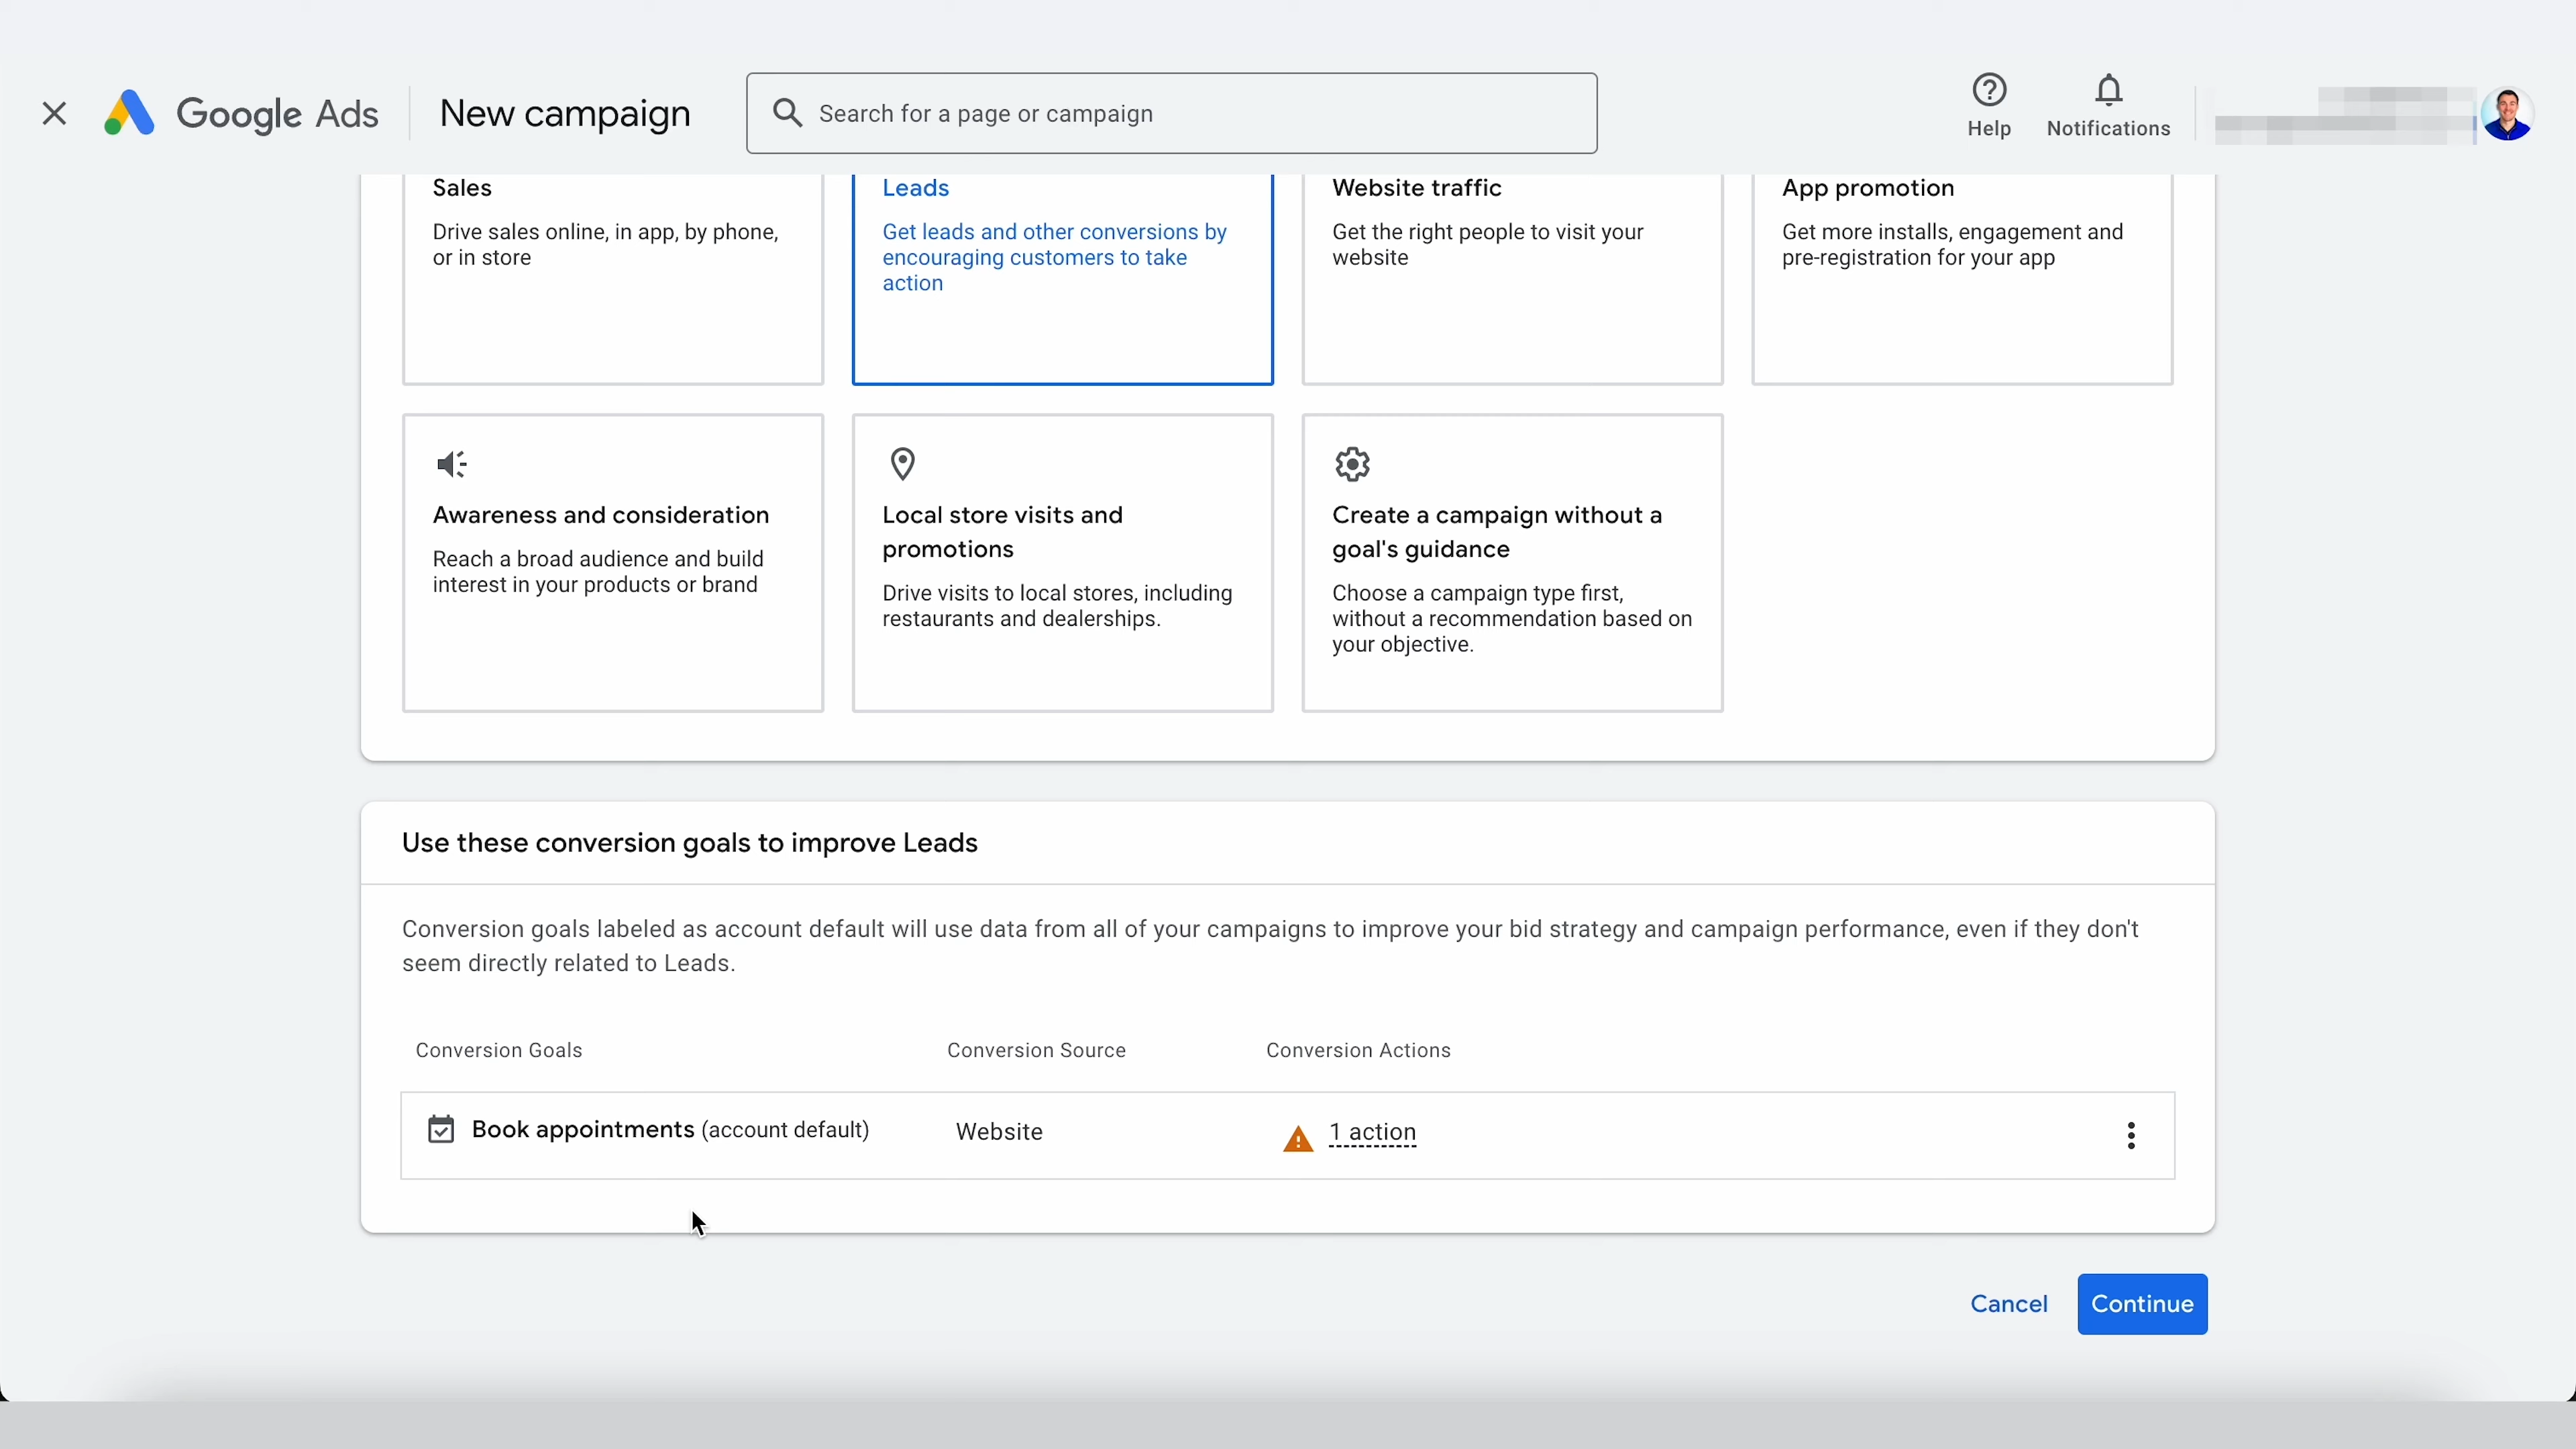 Google Ads
New campaign
Search for a page or campaign
Help
Notifications
Sales
Drive sales online, in app, by phone,
or in store
Leads
Get leads and other conversions by
encouraging customers to take
action
Website traffic
Get the right people to visit your
website
App promotion
Get more installs, engagement and
pre-registration for your app
Awareness and consideration
Reach a broad audience and build
interest in your products or brand
Local store visits and
promotions
Drive visits to local stores, including
restaurants and dealerships.
Create a campaign without a
goal's guidance
Choose a campaign type first,
without a recommendation based on
your objective.
Use these conversion goals to improve Leads
Conversion goals labeled as account default will use data from all of your campaigns to improve your bid strategy and campaign performance, even if they don't
seem directly related to Leads.
Conversion Goals
Conversion Source
Conversion Actions
Book appointments (account default)
Website
1 action
Cancel
Continue